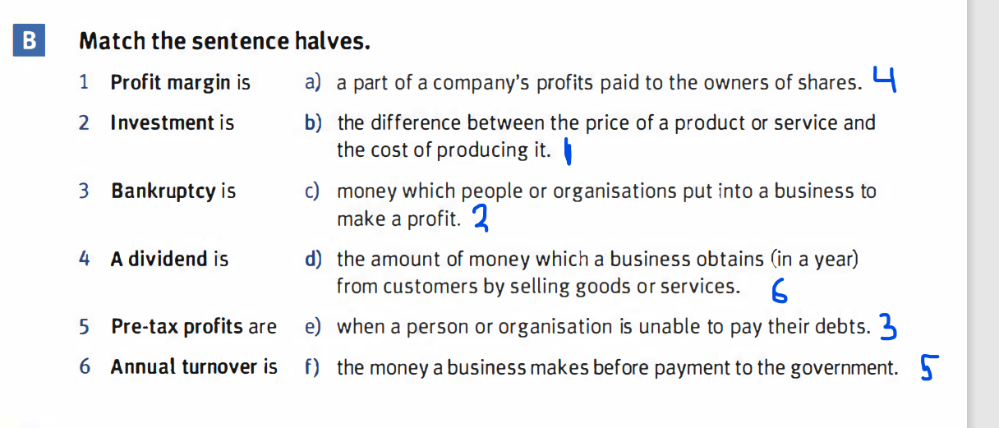 B Match the sentence halves.
1 Profit margin is a) a part of a company's profits paid to the owners of shares. 4
2 Investment is b) the difference between the price of a product or service and
the cost of producing it. 1
3 Bankruptcy is c) money which people or organisations put into a business to
make a profit. 2
4 A dividend is d) the amount of money which a business obtains (in a year)
from customers by selling goods or services. 6
5 Pre-tax profits are e) when a person or organisation is unable to pay their debts. 3
6 Annual turnover is f) the money a business makes before payment to the government. 5